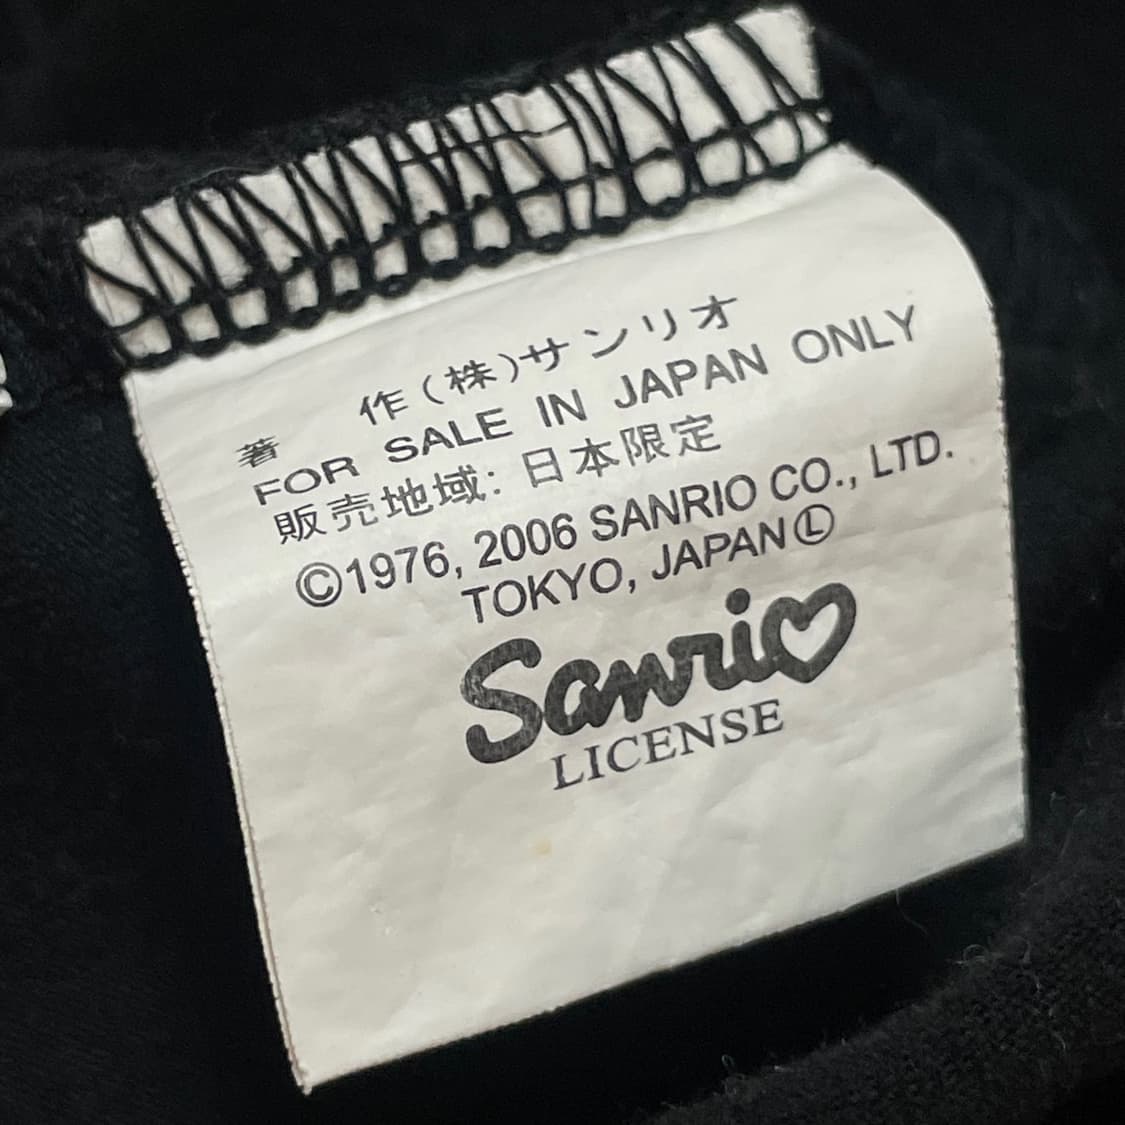 著 作(株)サンリオ
FOR SALE IN JAPAN ONLY
販売地域: 日本限定
©1976, 2006 SANRIO CO., LTD.
TOKYO, JAPAN Ⓛ
Sanrio
LICENSE